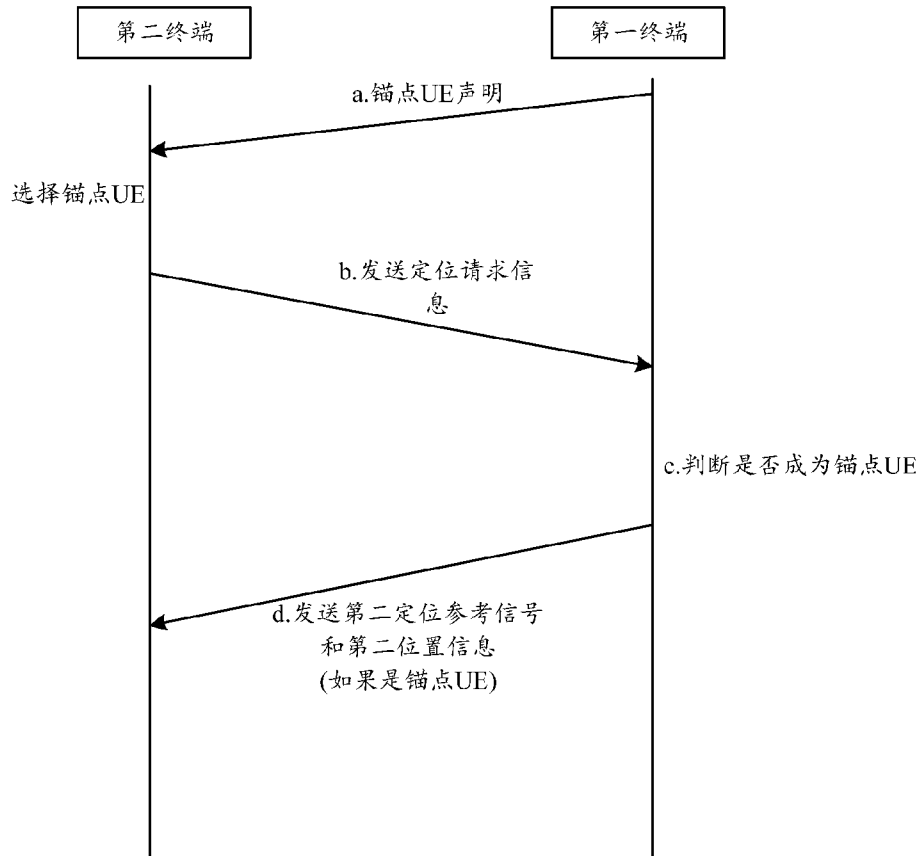 第二终端
第一终端
a.锚点UE声明
选择锚点UE
b.发送定位请求信
息
c.判断是否成为锚点UE
d.发送第二定位参考信号
和第二位置信息
(如果是锚点UE)